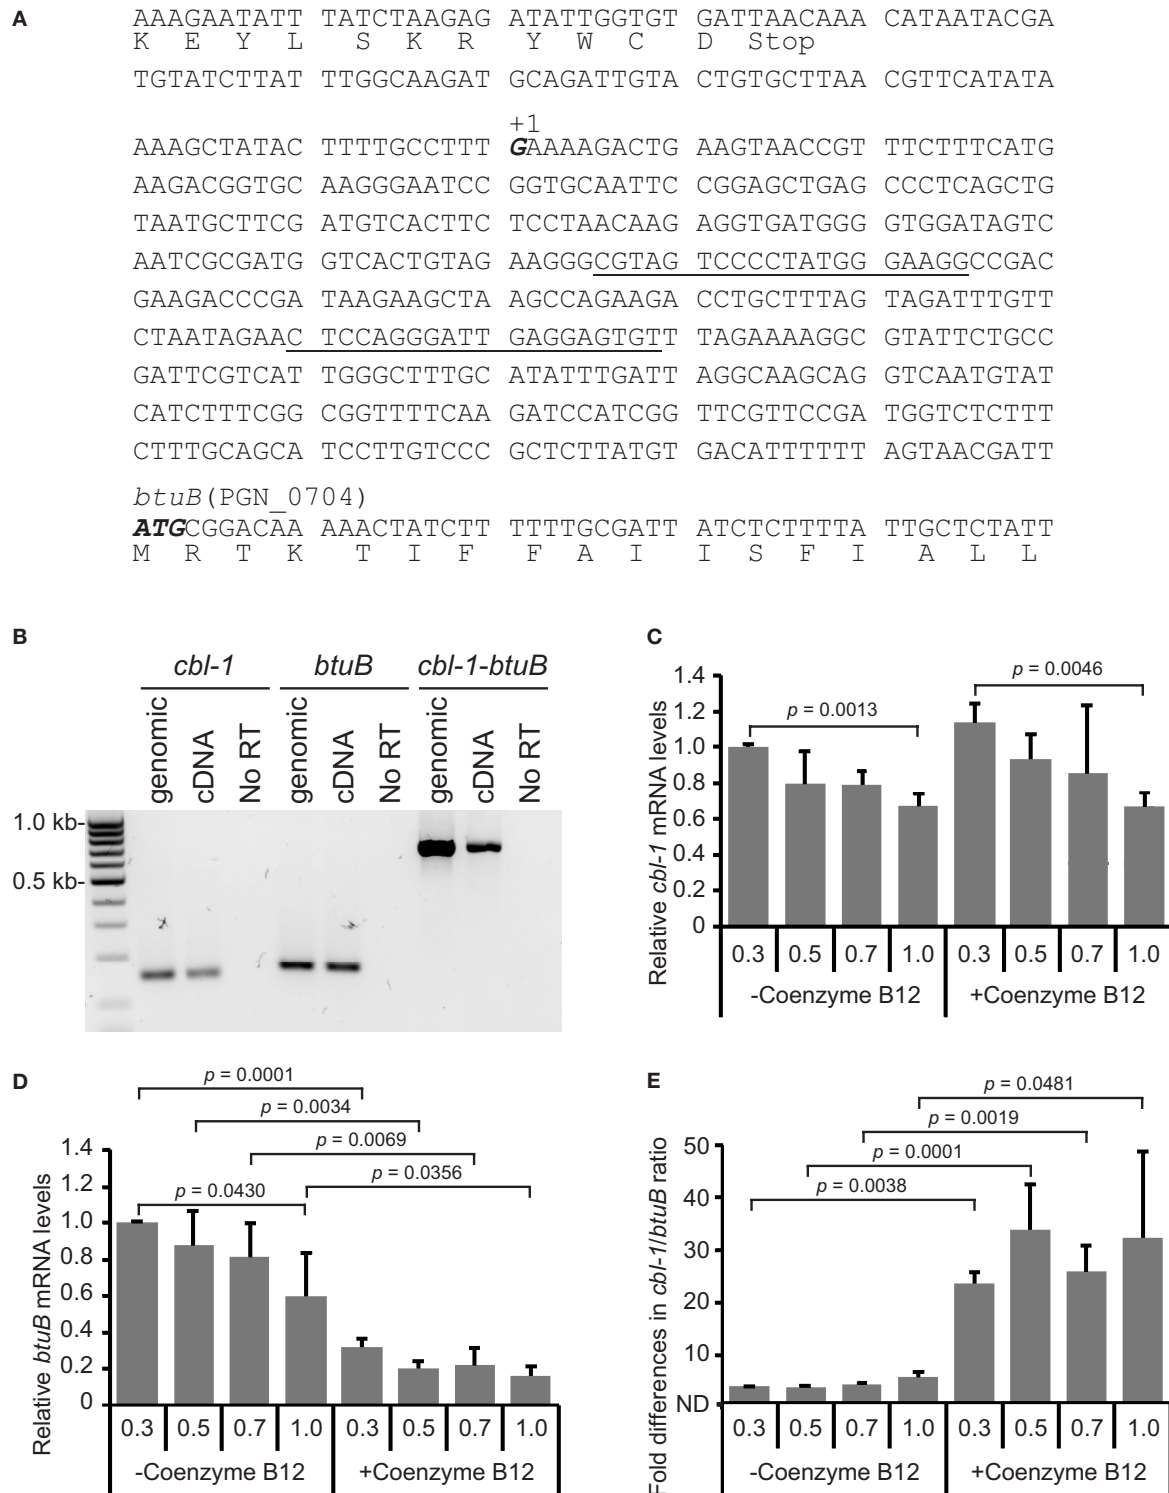 A
AAAGAATATT TATCTAAGAG ATATTGGTGT GATTAACAAA CATAATACGA
K E Y L S K R Y W C D Stop
TGTATCTTAT TTGGCAAGAT GCAGATTGTA CTGTGCTTAA CGTTCATATA
+1
AAAGCTATAC TTTTGCCTTT GAAAAGACTG AAGTAACCGT TTCTTTCATG
AAGACGGTGC AAGGGAATCC GGTGCAATTC CGGAGCTGAG CCCTCAGCTG
TAATGCTTCG ATGTCACTTC TCCTAACAAG AGGTGATGGG GTGGATAGTC
AATCGCGATG GTCACTGTAG AAGGGCGTAG TCCCCTATGG GAAGGCCGAC
GAAGACCCGA TAAGAAGCTA AGCCAGAAGA CCTGCTTTAG TAGATTTGTT
CTAATAGAAC TCCAGGGATT GAGGAGTGTT TAGAAAAGGC GTATTCTGCC
GATTCGTCAT TGGGCTTTGC ATATTTGATT AGGCAAGCAG GTCAATGTAT
CATCTTTCGG CGGTTTTCAA GATCCATCGG TTCGTTCCGA TGGTCTCTTT
CTTTGCAGCA TCCTTGTCCC GCTCTTATGT GACATTTTTT AGTAACGATT
btuB(PGN_0704)
ATGCGGACAA AAACTATCTT TTTTGCGATT ATCTCTTTTA TTGCTCTATT
M R T K T I F F A I I S F I A L L
B
cbl-1 btuB cbl-1-btuB
genomic cDNA No RT genomic cDNA No RT genomic cDNA No RT
1.0 kb-
0.5 kb-
C
Relative cbl-1 mRNA levels
1.4
1.2
1.0
0.8
0.6
0.4
0.2
0
p = 0.0013
p = 0.0046
0.3 0.5 0.7 1.0 0.3 0.5 0.7 1.0
-Coenzyme B12 +Coenzyme B12
D
Relative btuB mRNA levels
1.4
1.2
1.0
0.8
0.6
0.4
0.2
0
p = 0.0001
p = 0.0034
p = 0.0069
p = 0.0356
p = 0.0430
0.3 0.5 0.7 1.0 0.3 0.5 0.7 1.0
-Coenzyme B12 +Coenzyme B12
E
Fold differences in cbl-1/btuB ratio
50
40
30
20
10
ND
p = 0.0481
p = 0.0019
p = 0.0001
p = 0.0038
0.3 0.5 0.7 1.0 0.3 0.5 0.7 1.0
-Coenzyme B12 +Coenzyme B12